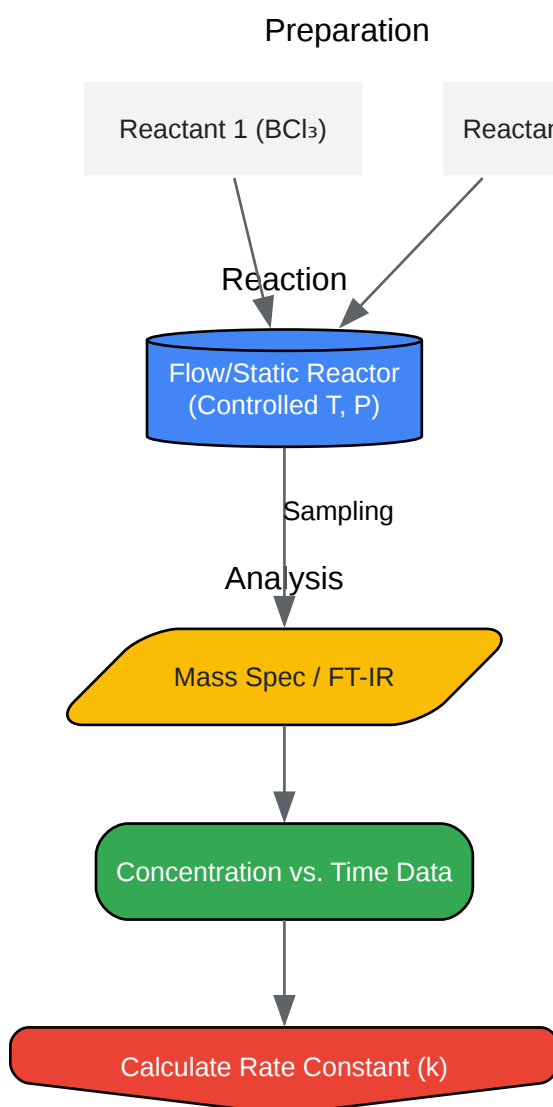 Preparation
Reactant 1 (BCl₃)
Reaction
Flow/Static Reactor
(Controlled T, P)
Sampling
Analysis
Mass Spec / FT-IR
Concentration vs. Time Data
Calculate Rate Constant (k)